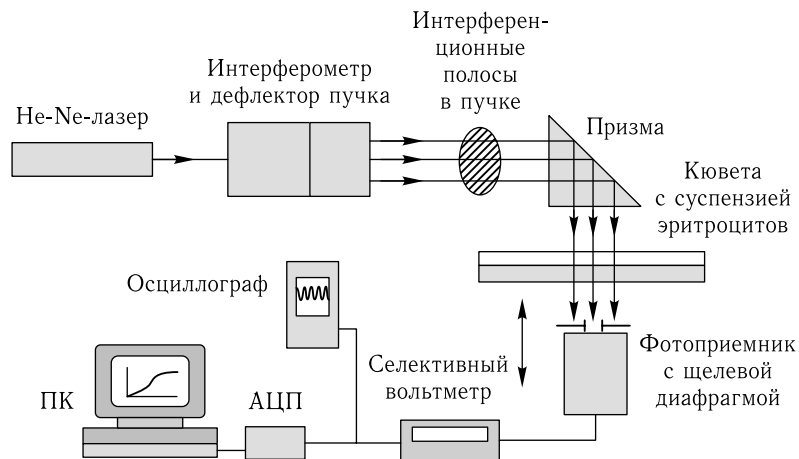 Интерферен-
ционные
полосы
в пучке
Интерферометр
и дефлектор пучка
He-Ne-лазер
Призма
Кювета
с суспензией
эритроцитов
Осциллограф
Фотоприемник
с щелевой
диафрагмой
Селективный
вольтметр
ПК
АЦП